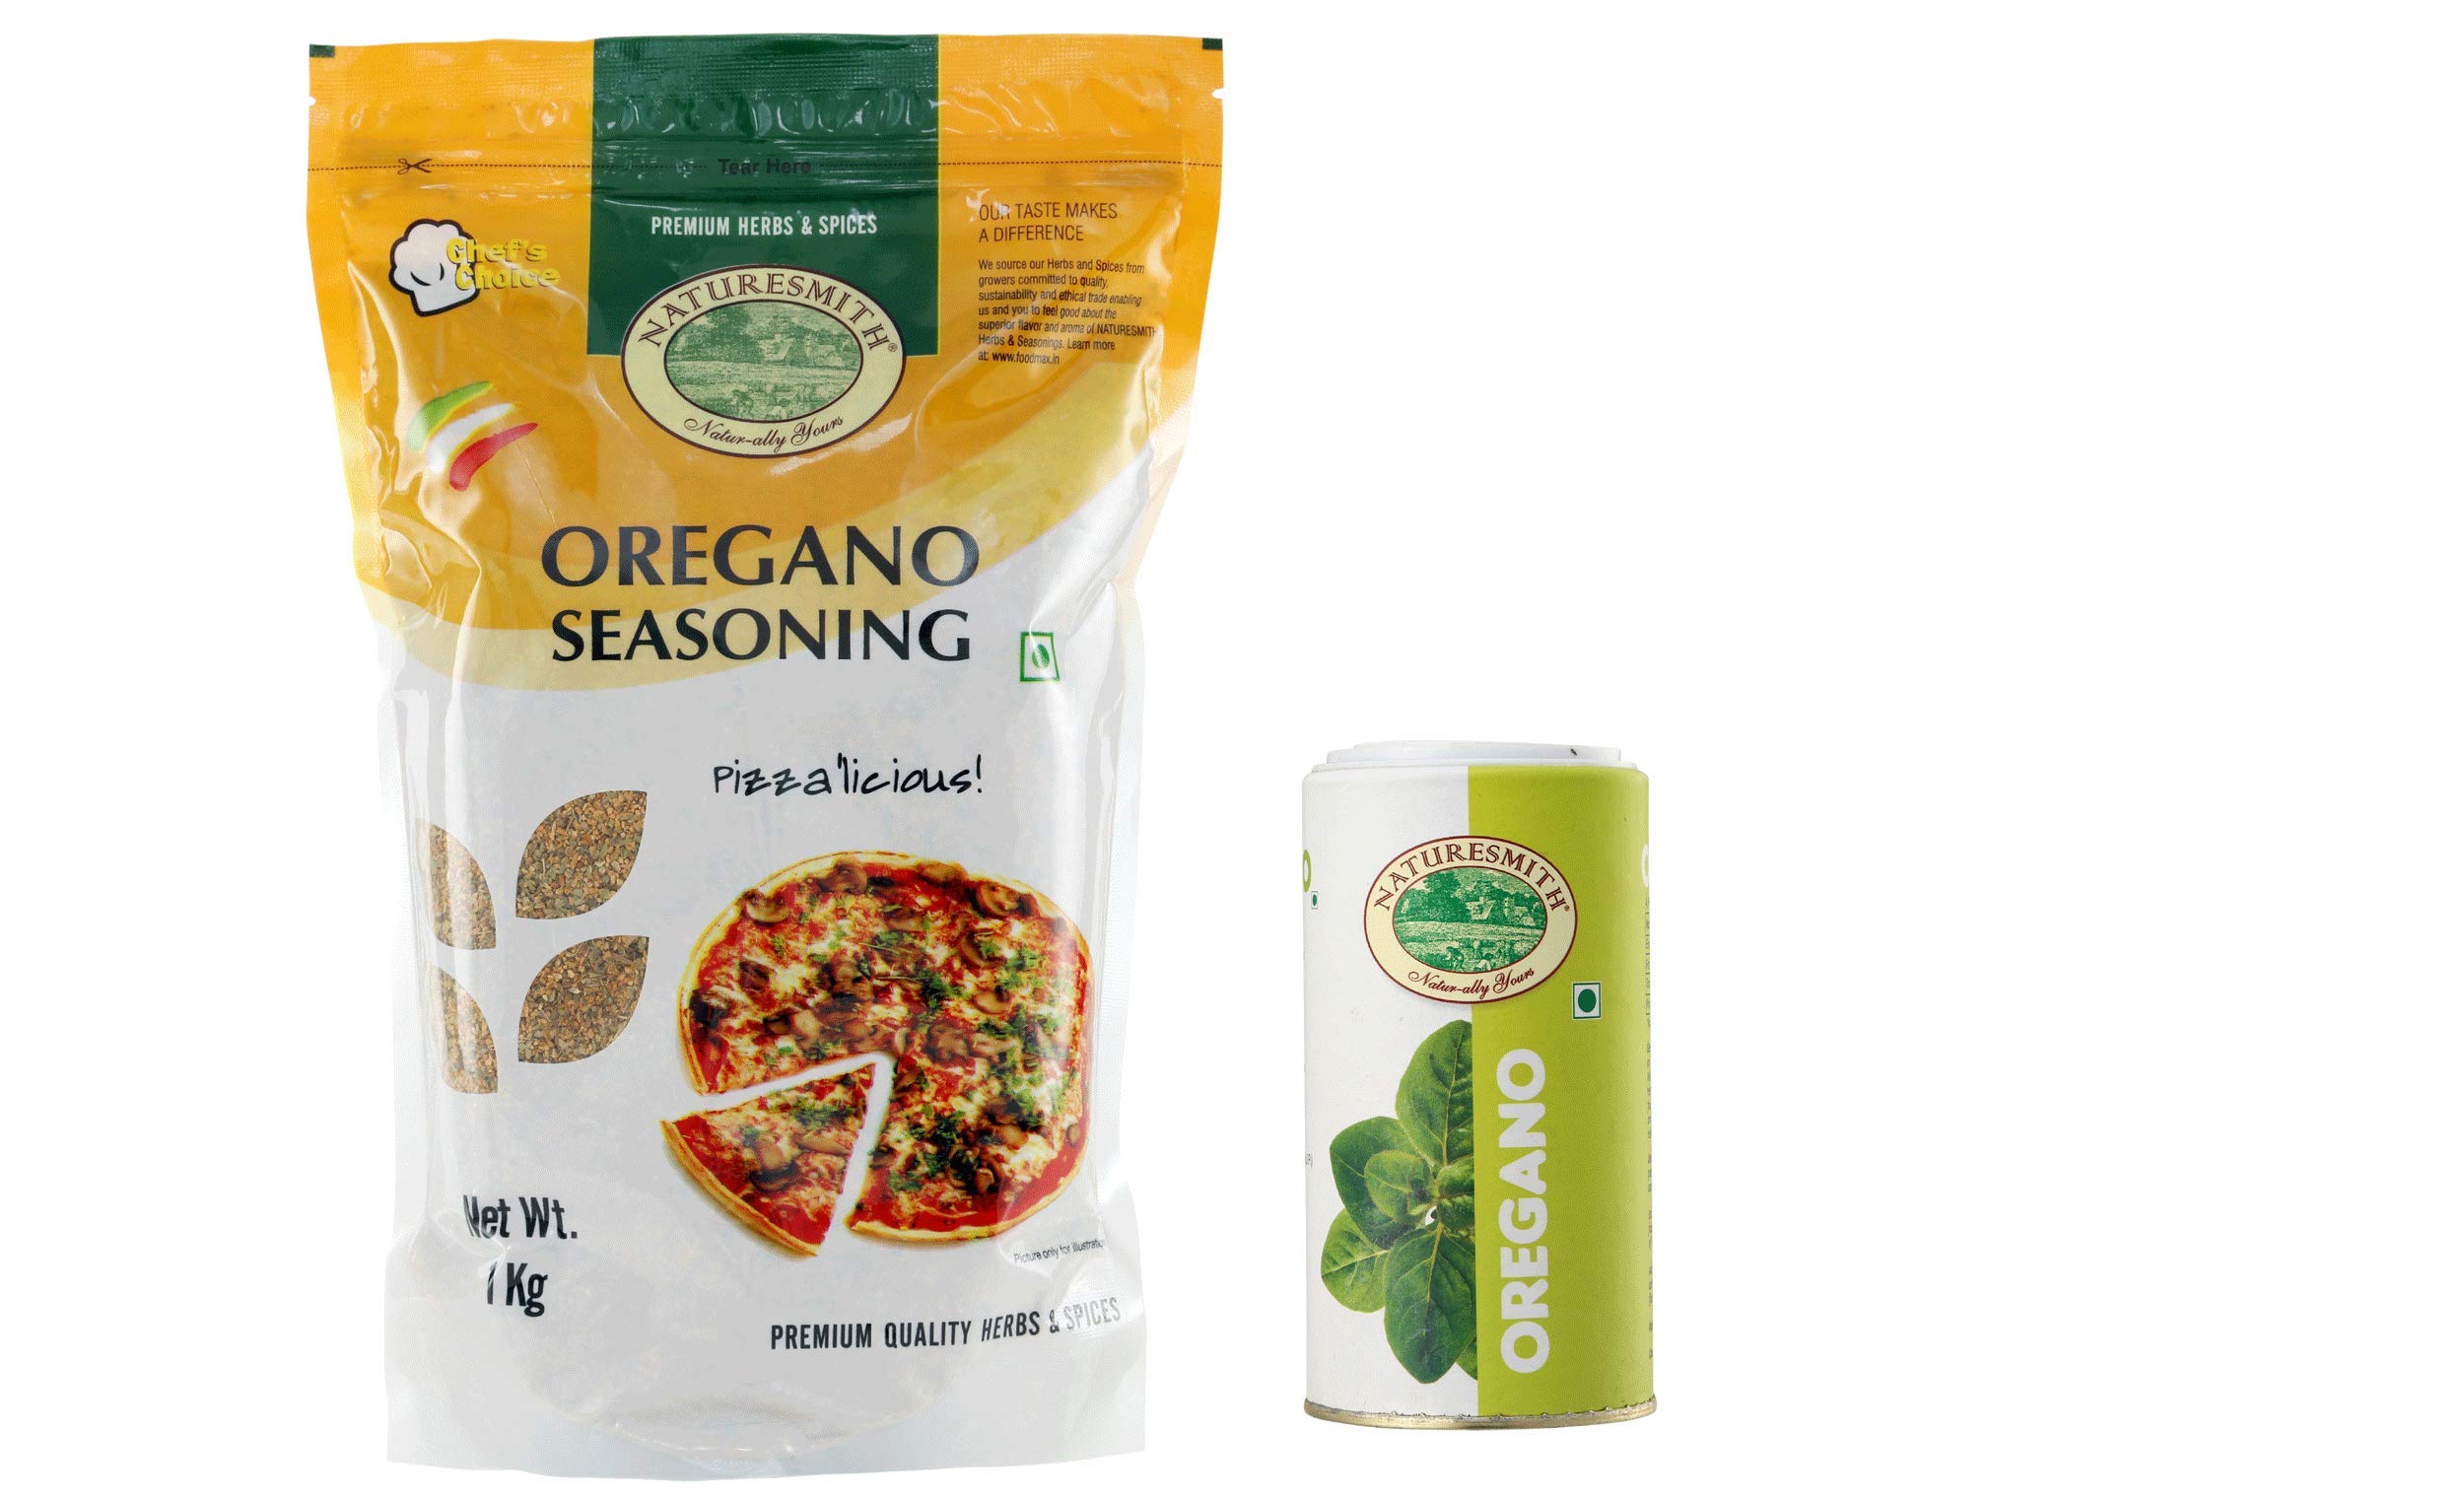 Tear Here
PREMIUM HERBS & SPICES
Chef's
Choice
NATURESMITH®
Natur-ally Yours
OUR TASTE MAKES
A DIFFERENCE
We source our Herbs and Spices from
growers committed to quality,
sustainability and ethical trade enabling
us and you to feel good about the
superior flavor and aroma of NATURESMITH
Herbs & Seasonings. Learn more
at: www.foodmax.in
OREGANO
SEASONING
Pizza'licious!
Net Wt.
1 Kg
Picture only for illustration
PREMIUM QUALITY HERBS & SPICES
NATURESMITH®
Natur-ally Yours
OREGANO